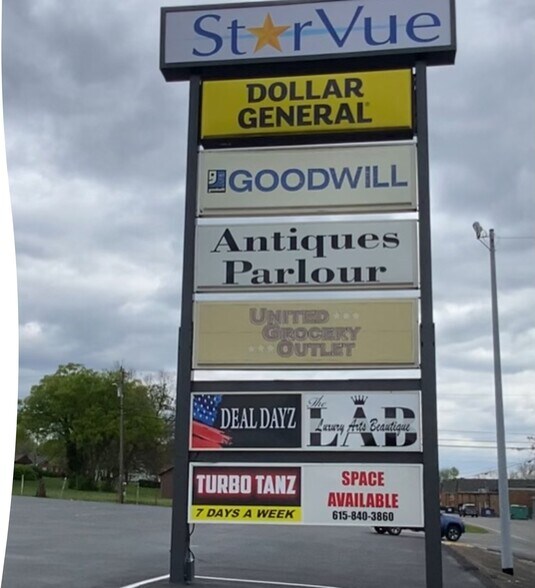 StarVue
DOLLAR
GENERAL
GOODWILL
Antiques
Parlour
UNITED
GROCERY
OUTLET
DEAL DAYZ
The
LAB
Luxury Arts Beautique
TURBO TANZ
7 DAYS A WEEK
SPACE
AVAILABLE
615-840-3860